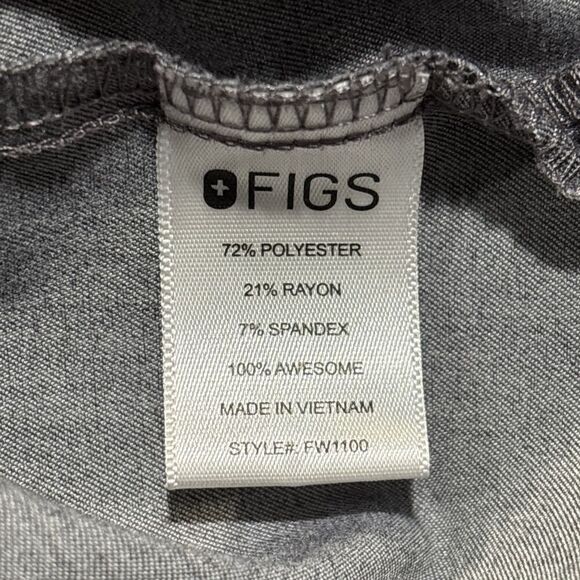 FIGS
72% POLYESTER
21% RAYON
7% SPANDEX
100% AWESOME
MADE IN VIETNAM
STYLE#: FW1100